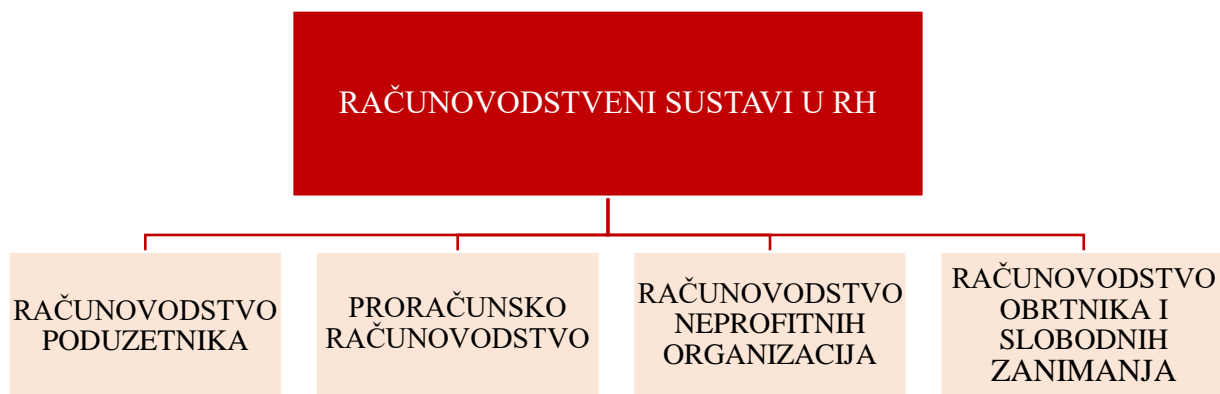 RAČUNOVODSTVENI SUSTAVI U RH
RAČUNOVODSTVO
PODUZETNIKA
PRORAČUNSKO
RAČUNOVODSTVO
RAČUNOVODSTVO
NEPROFITNIH
ORGANIZACIJA
RAČUNOVODSTVO
OBRTNIKA I
SLOBODNIH
ZANIMANJA